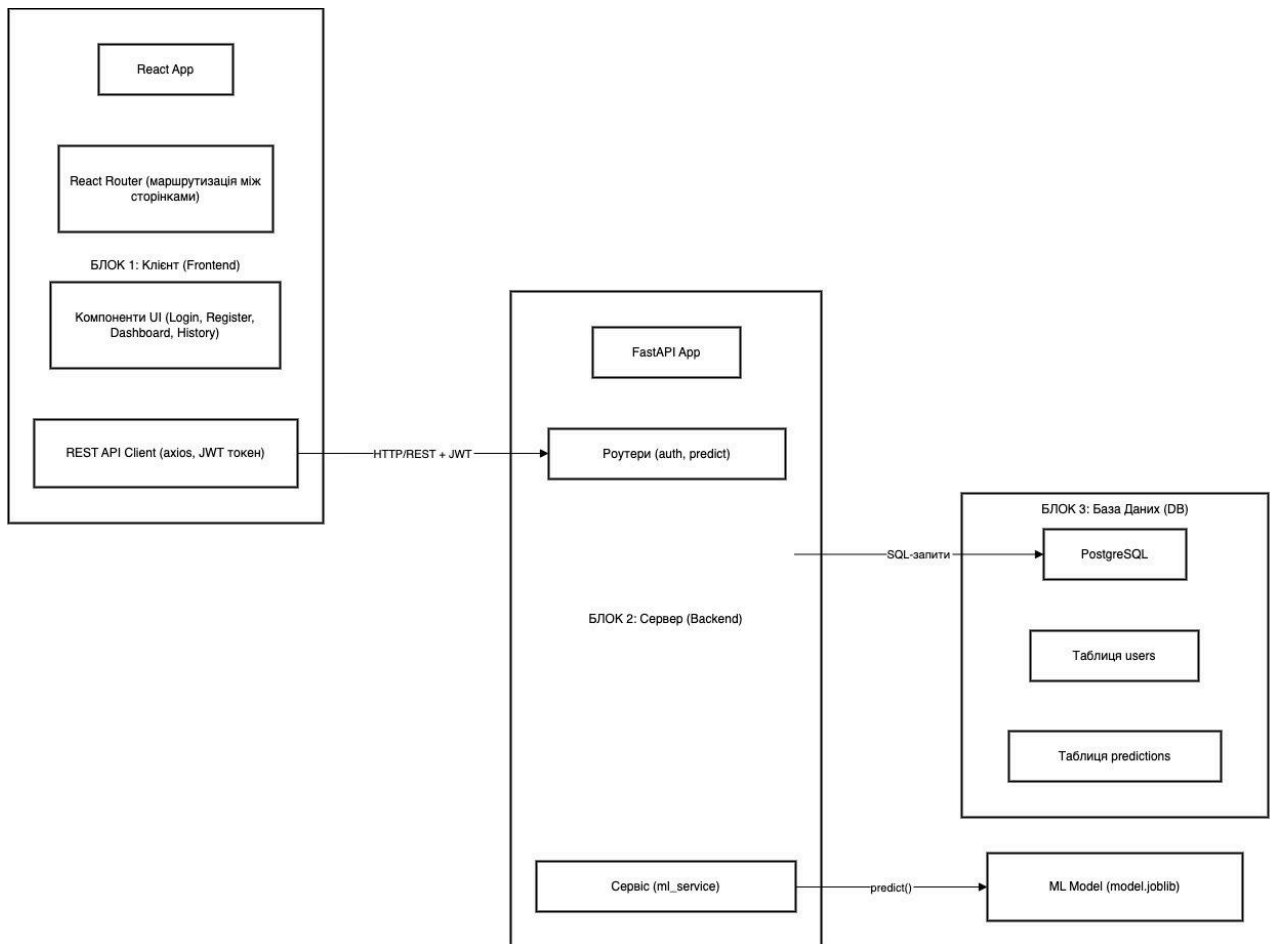 React App
React Router (маршрутизація між
сторінками)
БЛОК 1: Клієнт (Frontend)
Компоненти UI (Login, Register,
Dashboard, History)
REST API Client (axios, JWT токен)
HTTP/REST + JWT
FastAPI App
Роутери (auth, predict)
SQL-запити
БЛОК 2: Сервер (Backend)
Сервіс (ml_service)
predict()
БЛОК 3: База Даних (DB)
PostgreSQL
Таблиця users
Таблиця predictions
ML Model (model.joblib)